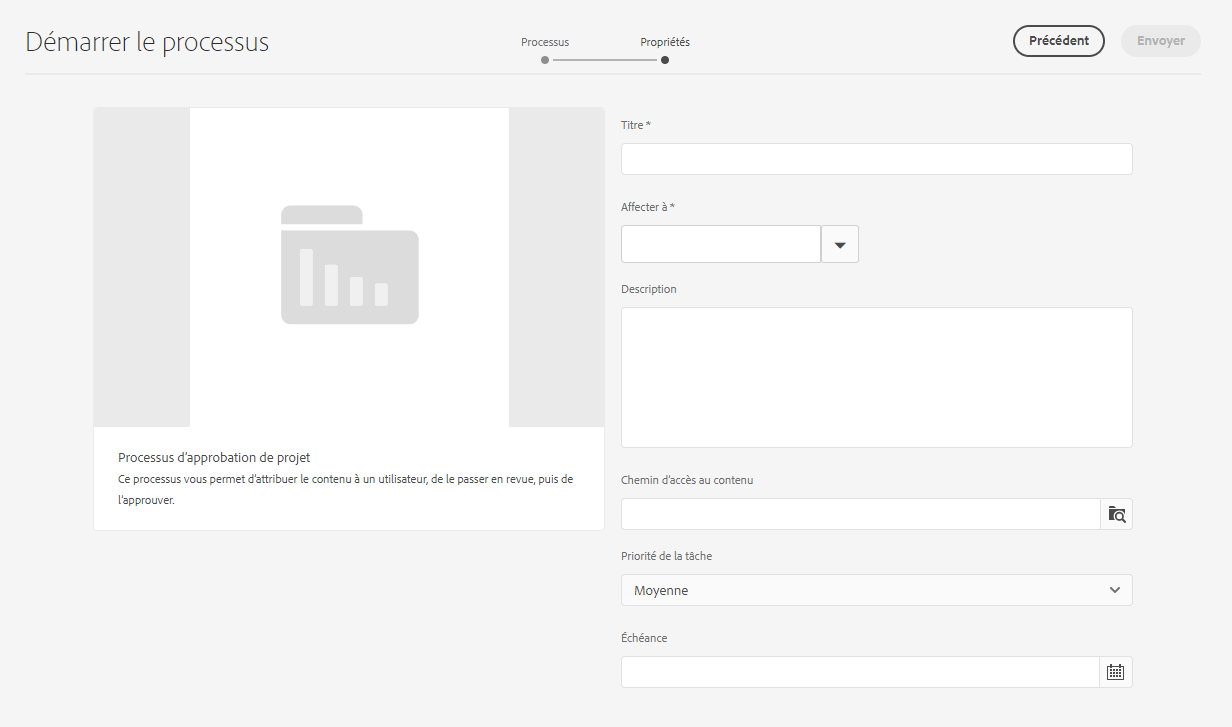 Démarrer le processus
Processus
Propriétés
Précédent
Envoyer
Titre *
Affecter à *
Description
Processus d’approbation de projet
Ce processus vous permet d’attribuer le contenu à un utilisateur, de le passer en revue, puis de
l’approuver.
Chemin d’accès au contenu
Priorité de la tâche
Moyenne
Échéance